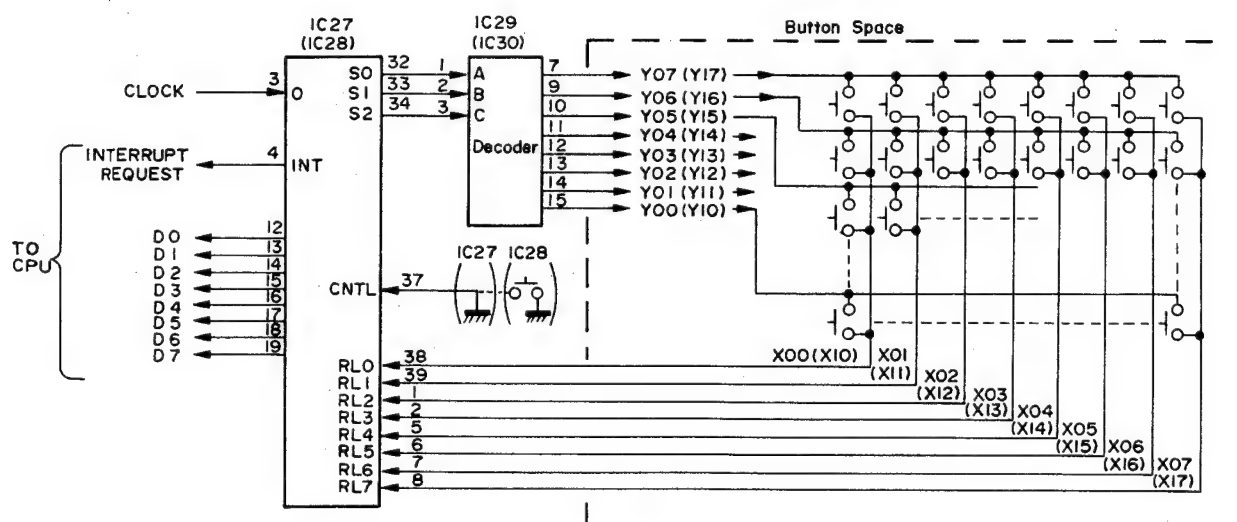 IC27
(IC28)
IC29
(IC30)
Button Space
CLOCK
3
O
S0
32
1
A
7
Y07 (Y17)
S1
33
2
B
9
Y06 (Y16)
S2
34
3
C
10
Y05 (Y15)
11
Y04 (Y14)
Decoder
12
Y03 (Y13)
13
Y02 (Y12)
14
Y01 (Y11)
15
Y00 (Y10)
INTERRUPT
REQUEST
4
INT
TO
CPU
D0
12
D1
13
D2
14
D3
15
D4
16
D5
17
D6
18
D7
19
CNTL
37
IC27
IC28
RL0
38
X00 (X10)
RL1
39
X01
(X11)
RL2
1
X02
(X12)
RL3
2
X03
(X13)
RL4
5
X04
(X14)
RL5
6
X05
(X15)
RL6
7
X06
(X16)
RL7
8
X07
(X17)